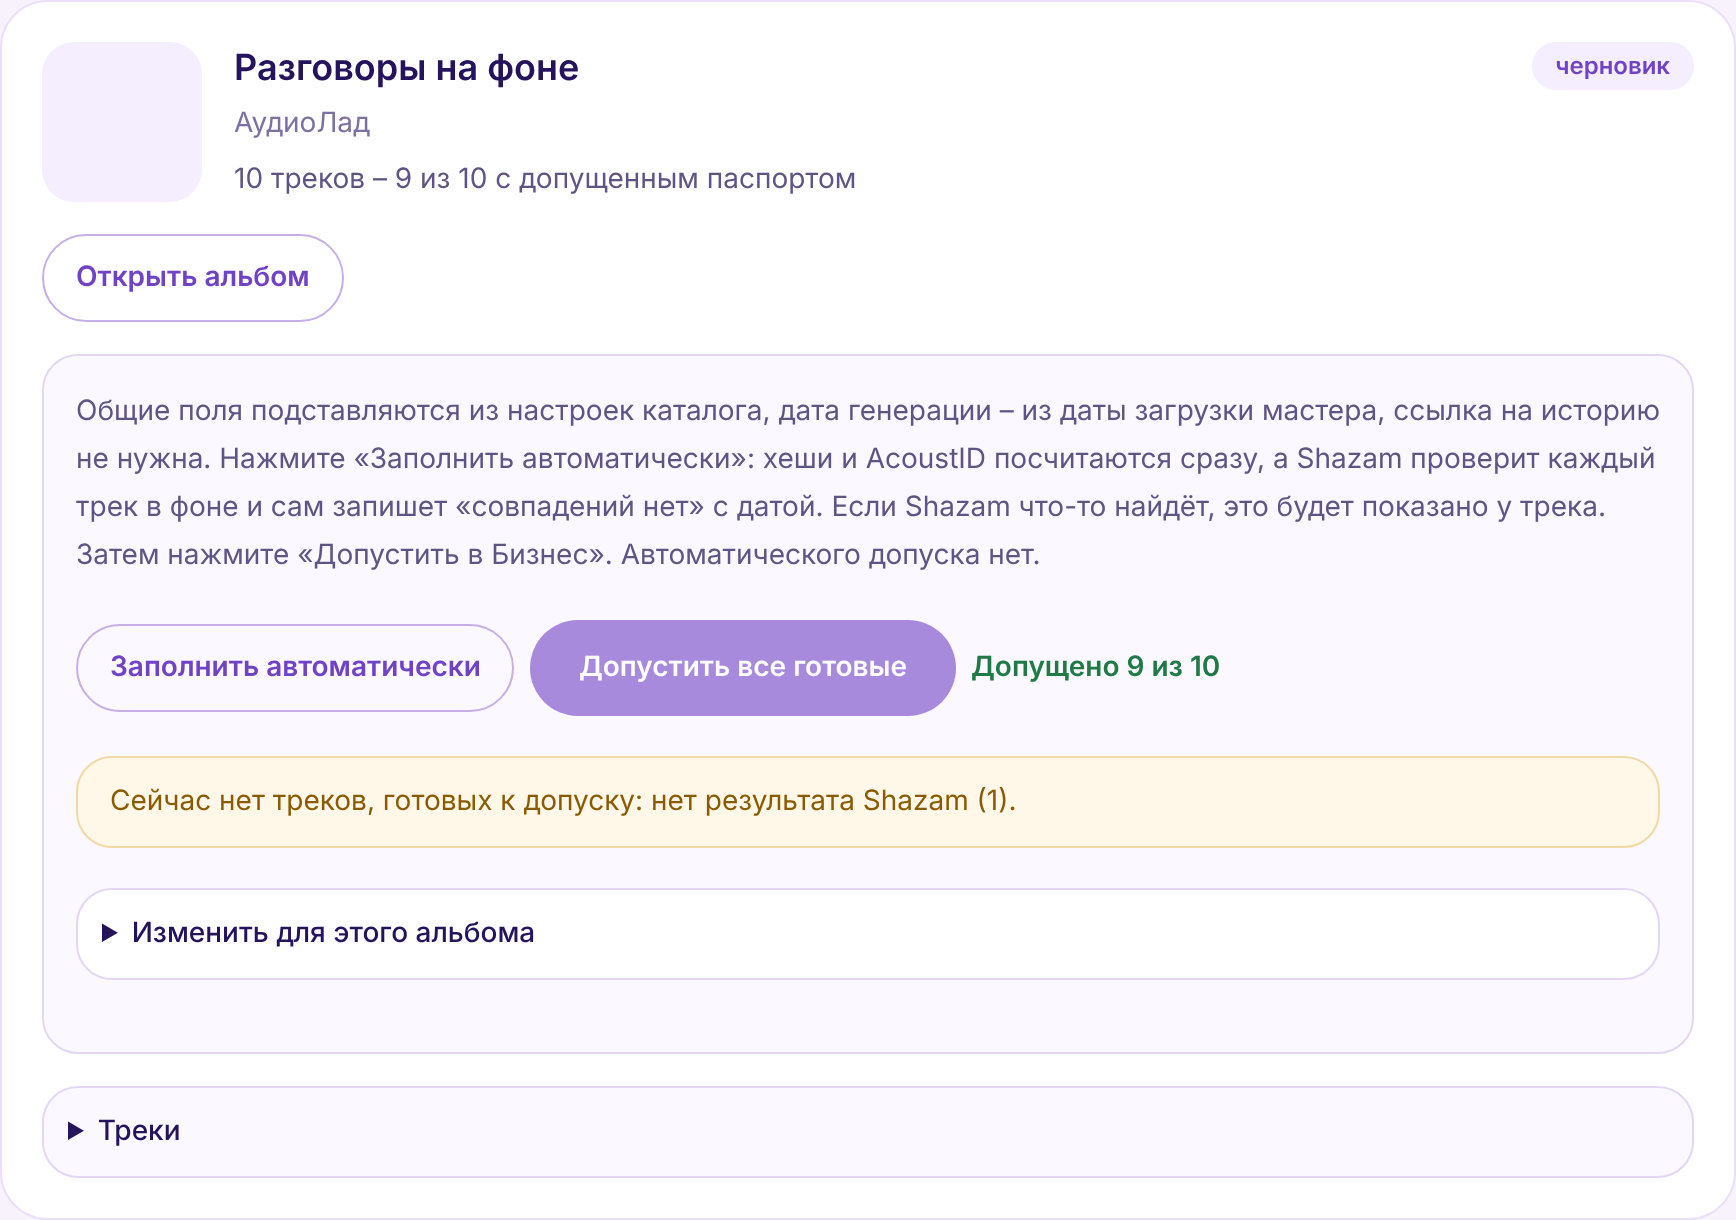 Разговоры на фоне
черновик
АудиоЛад
10 треков – 9 из 10 с допущенным паспортом
Открыть альбом
Общие поля подставляются из настроек каталога, дата генерации – из даты загрузки мастера, ссылка на историю
не нужна. Нажмите «Заполнить автоматически»: хеши и AcoustID посчитаются сразу, а Shazam проверит каждый
трек в фоне и сам запишет «совпадений нет» с датой. Если Shazam что-то найдёт, это будет показано у трека.
Затем нажмите «Допустить в Бизнес». Автоматического допуска нет.
Заполнить автоматически
Допустить все готовые
Допущено 9 из 10
Сейчас нет треков, готовых к допуску: нет результата Shazam (1).
Изменить для этого альбома
Треки